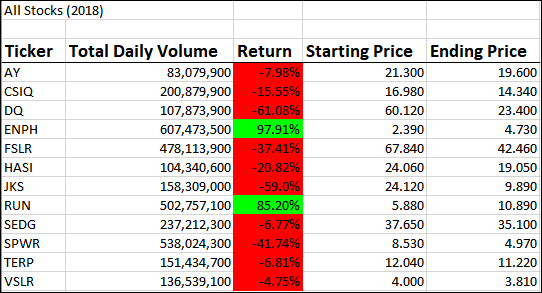 All Stocks (2018)
Ticker Total Daily Volume Return Starting Price Ending Price
AY 83,079,900 -7.98% 21.300 19.600
CSIQ 200,879,900 -15.55% 16.980 14.340
DQ 107,873,900 -61.08% 60.120 23.400
ENPH 607,473,500 97.91% 2.390 4.730
FSLR 478,113,900 -37.41% 67.840 42.460
HASI 104,340,600 -20.82% 24.060 19.050
JKS 158,309,000 -59.0% 24.120 9.890
RUN 502,757,100 85.20% 5.880 10.890
SEDG 237,212,300 -6.77% 37.650 35.100
SPWR 538,024,300 -41.74% 8.530 4.970
TERP 151,434,700 -6.81% 12.040 11.220
VSLR 136,539,100 -4.75% 4.000 3.810